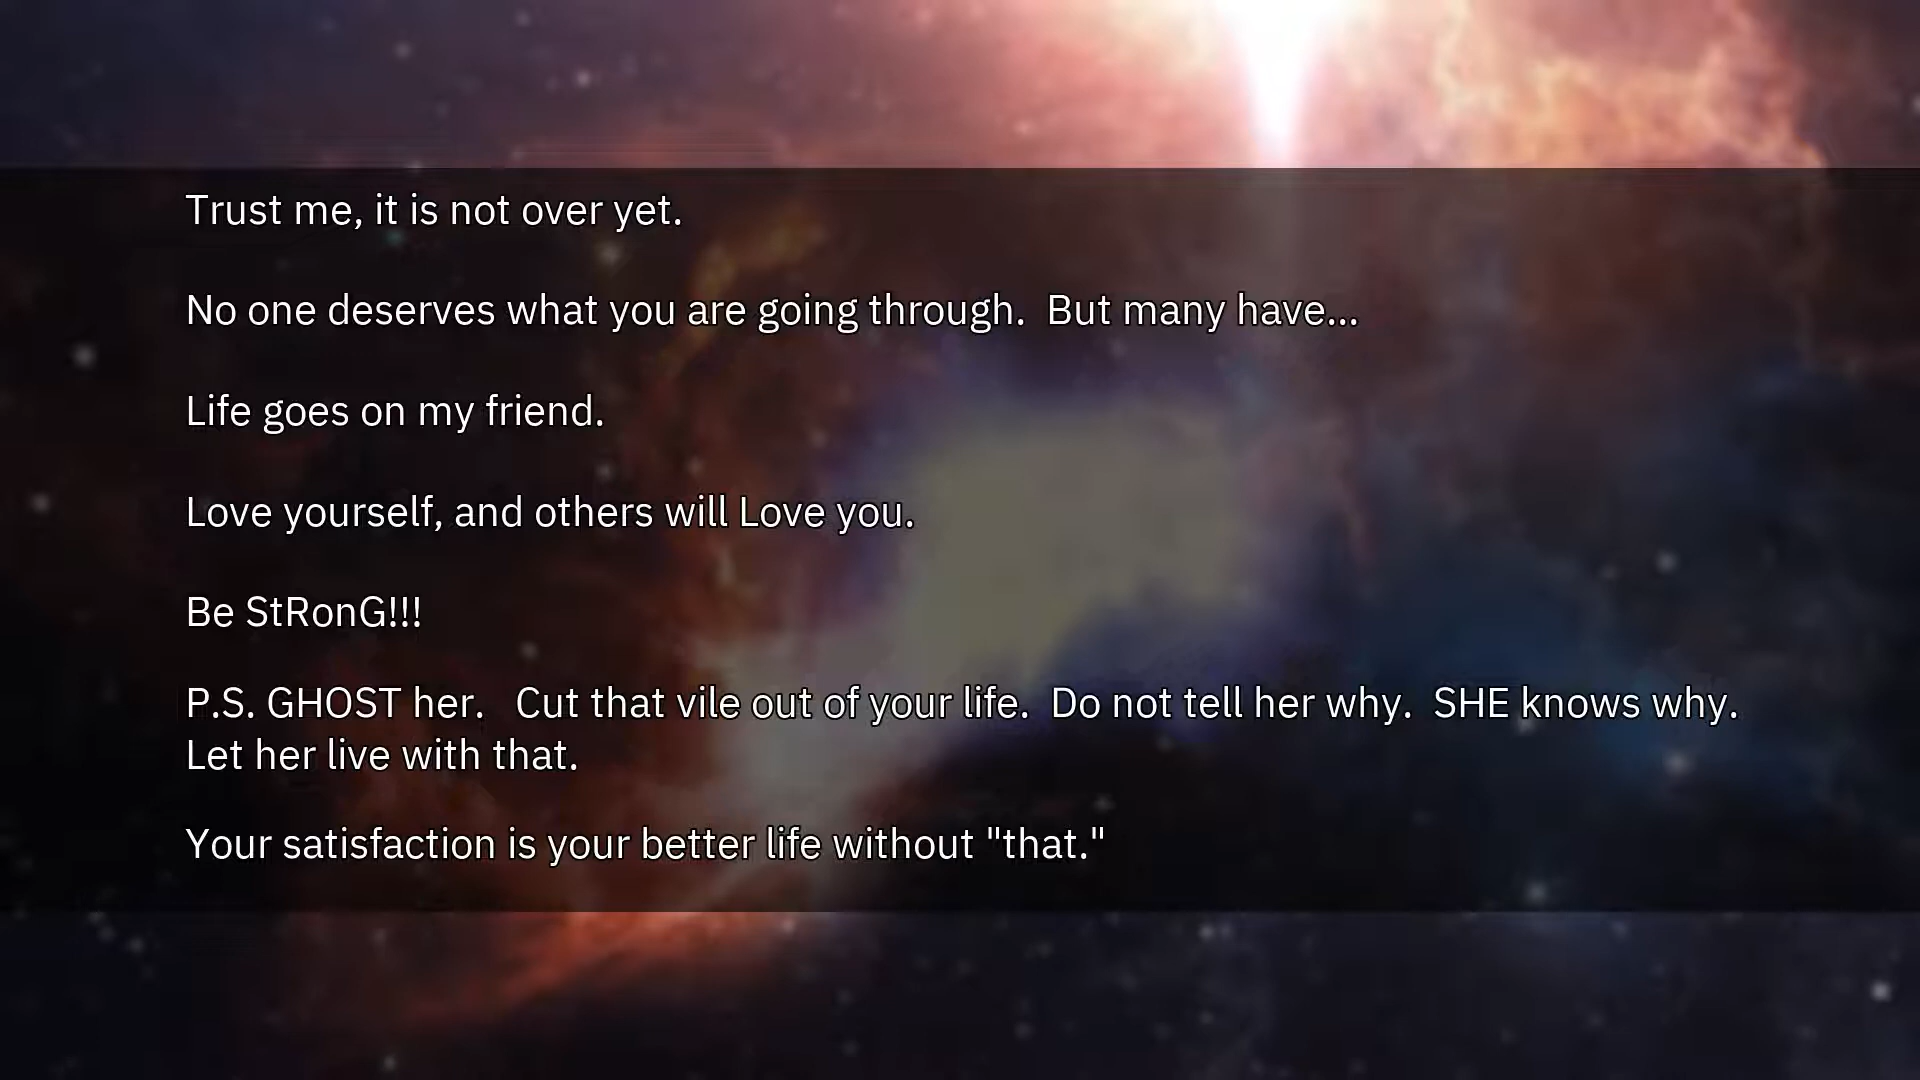 Trust me, it is not over yet.
No one deserves what you are going through.  But many have...
Life goes on my friend.
Love yourself, and others will Love you.
Be StRonG!!!
P.S. GHOST her.   Cut that vile out of your life.  Do not tell her why.  SHE knows why.
Let her live with that.
Your satisfaction is your better life without "that."